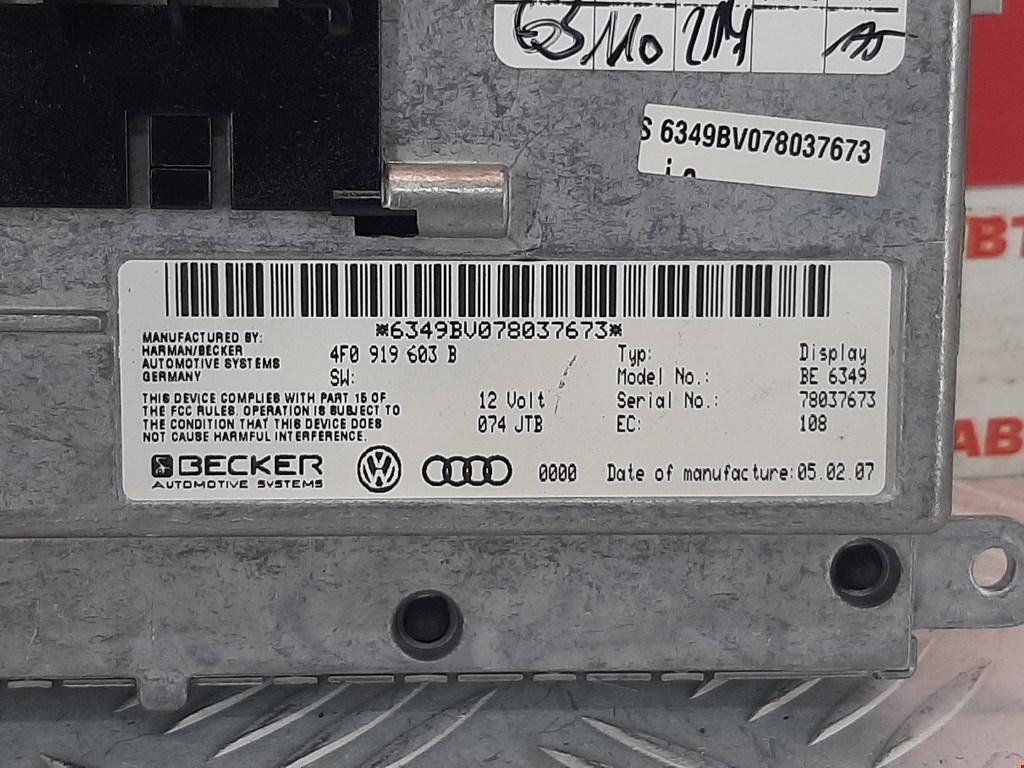 S 6349BV078037673
*6349BV078037673*
MANUFACTURED BY:
HARMAN/BECKER
AUTOMOTIVE SYSTEMS
GERMANY
4F0 919 603 B
SW:
Typ: Display
Model No.: BE 6349
Serial No.: 78037673
EC: 108
THIS DEVICE COMPLIES WITH PART 15 OF
THE FCC RULES. OPERATION IS SUBJECT TO
THE CONDITION THAT THIS DEVICE DOES
NOT CAUSE HARMFUL INTERFERENCE.
12 Volt
074 JTB
BECKER
AUTOMOTIVE SYSTEMS
0000
Date of manufacture:05.02.07
ВТ
АВ